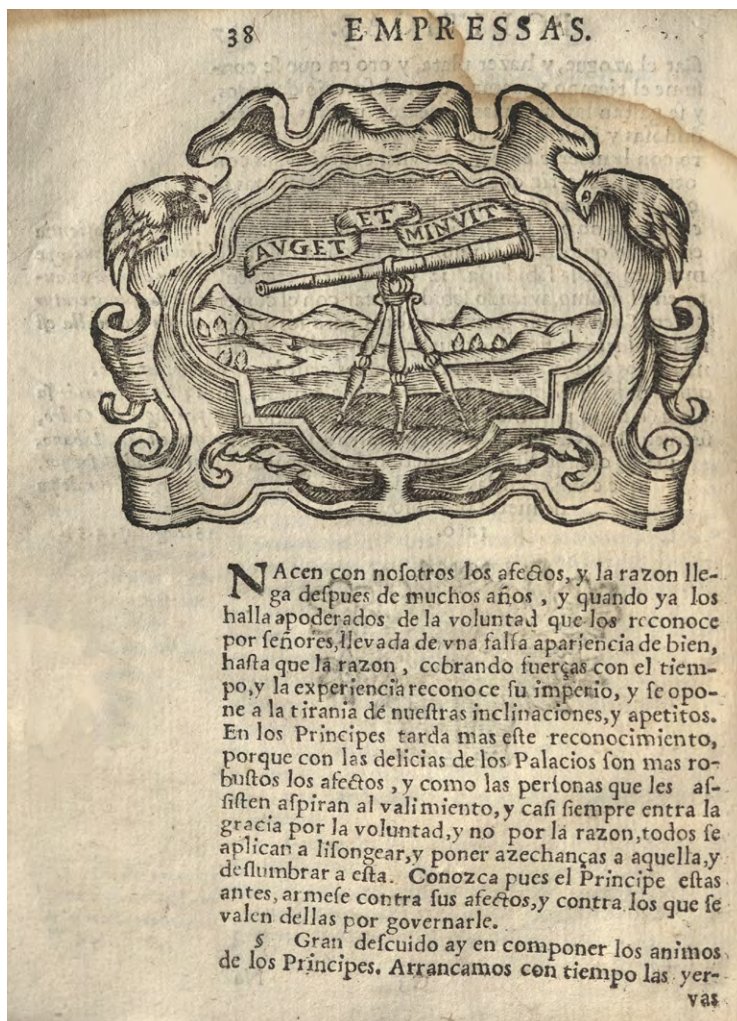 38 EMPRESSAS.
AVGET ET MINVIT
NAcen con noſotros los afectos, y la razon lle-
ga deſpues de muchos años , y quando ya los
halla apoderados de la voluntad que los reconoce
por ſeñores,llevada de vna falſa apariencia de bien,
haſta que la razon , cobrando fuerças con el tiem-
po,y la experiencia reconoce ſu imperio, y ſe opo-
ne a la tirania de nueſtras inclinaciones,y apetitos.
En los Principes tarda mas eſte reconocimiento,
porque con las delicias de los Palacios ſon mas ro-
buſtos los afectos , y como las perſonas que les aſ-
ſiſten aſpiran al valimiento, y caſi ſiempre entra la
gracia por la voluntad,y no por la razon,todos ſe
aplican a liſongear,y poner azechanças a aquella,y
deſlumbrar a eſta. Conozca pues el Principe eſtas
antes, armeſe contra ſus afectos,y contra los que ſe
valen dellas por governarle.
§ Gran deſcuido ay en componer los animos
de los Principes. Arrancamos con tiempo las yer-
vas